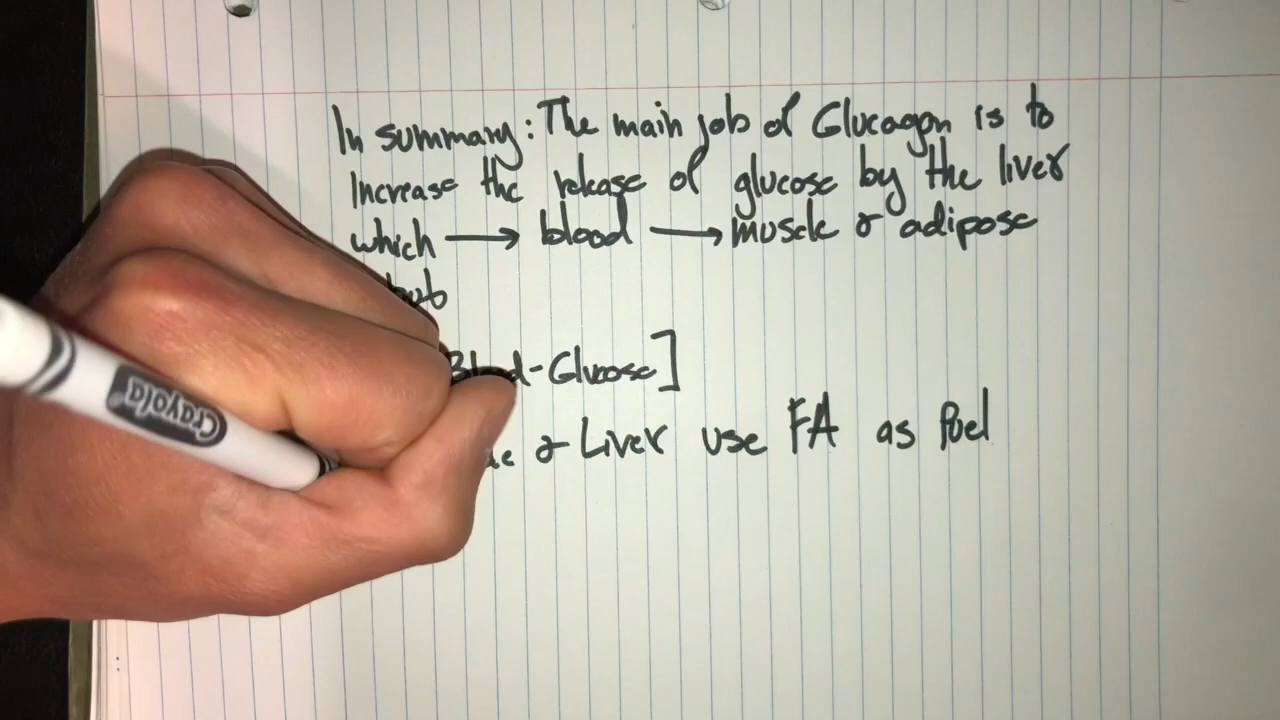 In summary: The main job of Glucagon is to
Increase the release of glucose by the liver
which → blood → muscle & adipose
but
Blood-Glucose]
& Liver use FA as fuel
Crayola